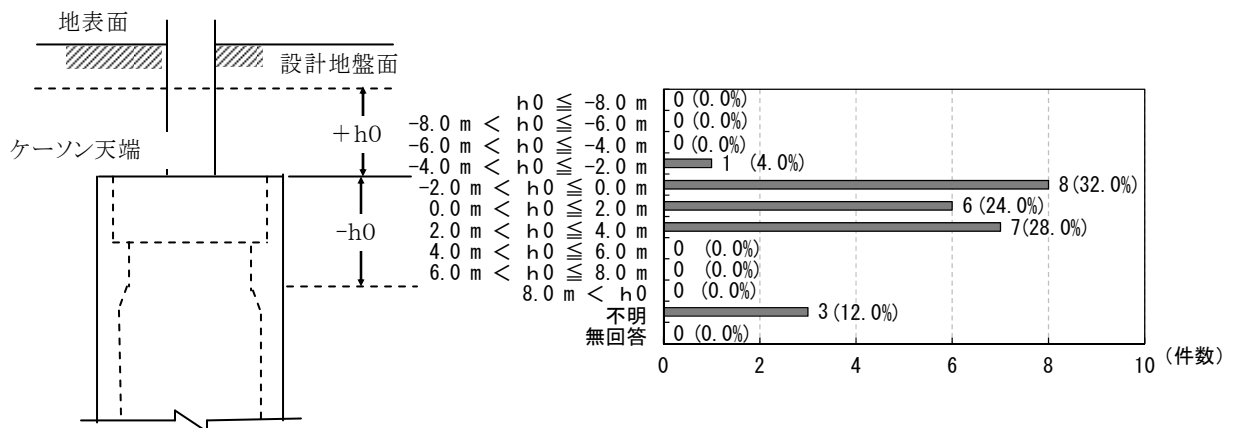 地表面
設計地盤面
+h0
ケーソン天端
-h0
h0 ≦ -8.0 m 0 (0.0%)
-8.0 m < h0 ≦ -6.0 m 0 (0.0%)
-6.0 m < h0 ≦ -4.0 m 0 (0.0%)
-4.0 m < h0 ≦ -2.0 m 1 (4.0%)
-2.0 m < h0 ≦ 0.0 m 8 (32.0%)
0.0 m < h0 ≦ 2.0 m 6 (24.0%)
2.0 m < h0 ≦ 4.0 m 7 (28.0%)
4.0 m < h0 ≦ 6.0 m 0 (0.0%)
6.0 m < h0 ≦ 8.0 m 0 (0.0%)
8.0 m < h0 0 (0.0%)
不明 3 (12.0%)
無回答 0 (0.0%)
0 2 4 6 8 10 (件数)